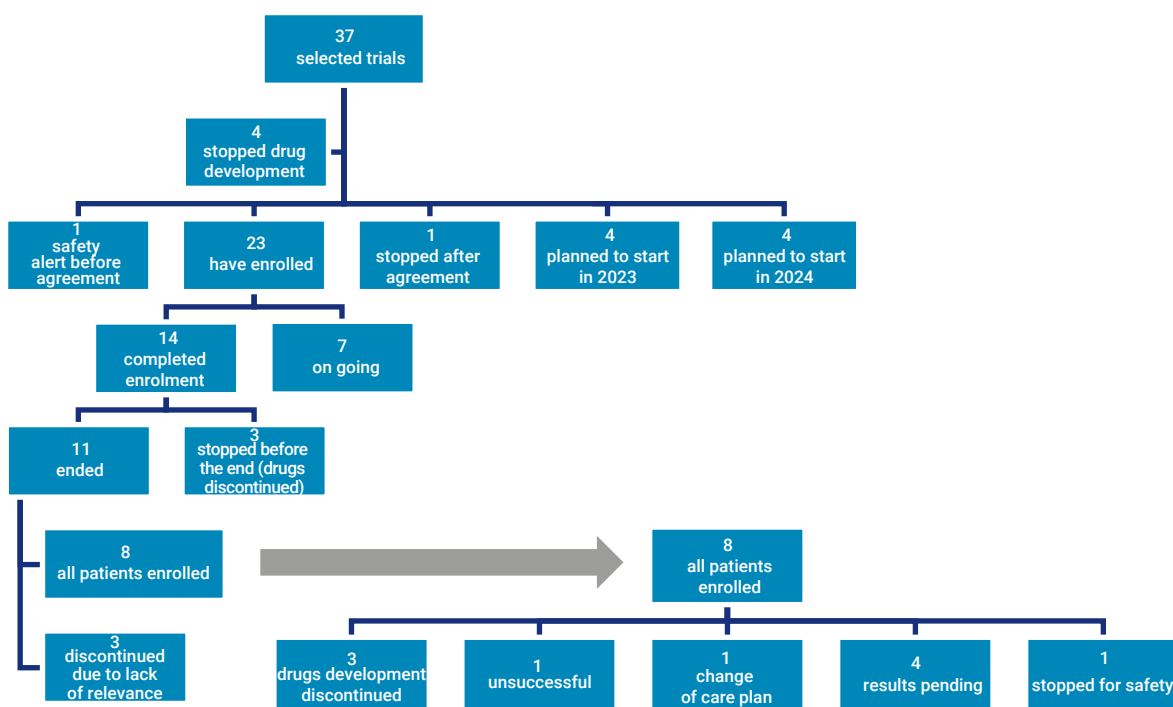 37
selected trials
4
stopped drug
development
1
safety
alert before
agreement
23
have enrolled
1
stopped after
agreement
4
planned to start
in 2023
4
planned to start
in 2024
14
completed
enrolment
7
on going
11
ended
3
stopped before
the end (drugs
discontinued)
8
all patients enrolled
8
all patients
enrolled
3
discontinued
due to lack
of relevance
3
drugs development
discontinued
1
unsuccessful
1
change
of care plan
4
results pending
1
stopped for safety